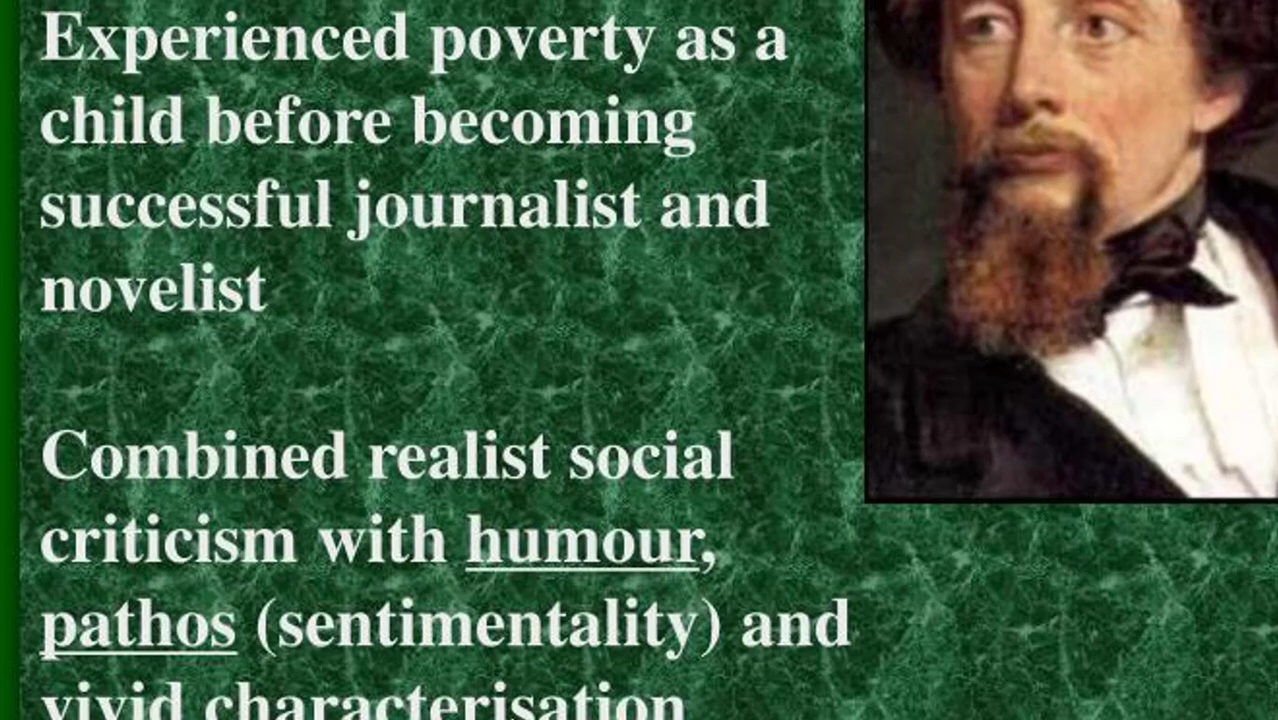 Experienced poverty as a
child before becoming
successful journalist and
novelist
Combined realist social
criticism with humour,
pathos (sentimentality) and
vivid characterisation